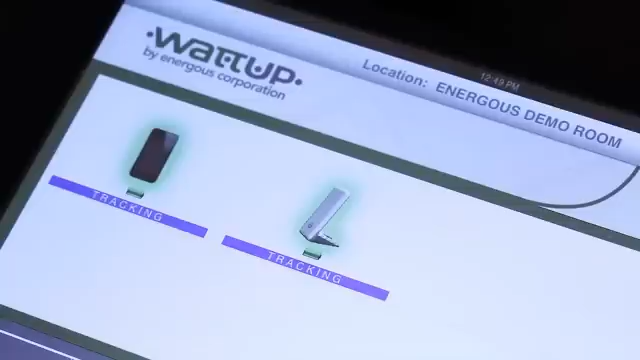 WattUp
by energous corporation
12:49 PM
Location: ENERGOUS DEMO ROOM
TRACKING
TRACKING